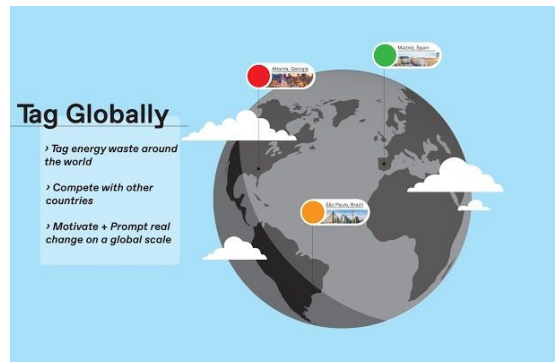 Madrid, Spain
Atlanta, Georgia
Tag Globally
› Tag energy waste around
the world
› Compete with other
countries
› Motivate + Prompt real
change on a global scale
São Paulo, Brazil